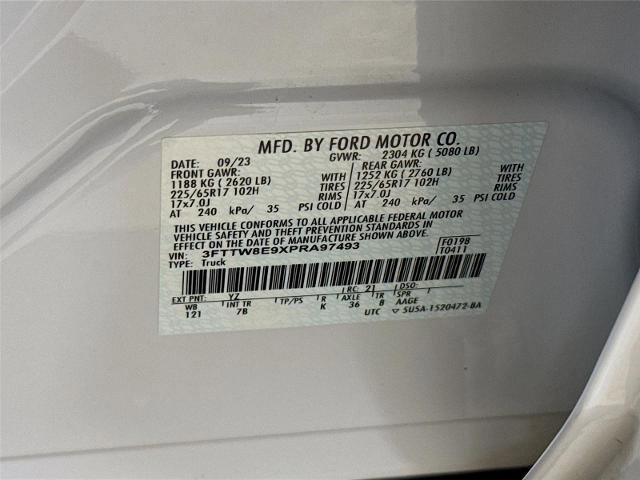 MFD. BY FORD MOTOR CO.
DATE: 09/23 GVWR: 2304 KG ( 5080 LB)
FRONT GAWR: REAR GAWR:
1188 KG ( 2620 LB) WITH 1252 KG ( 2760 LB) WITH
225/65R17 102H TIRES 225/65R17 102H TIRES
17x7.0J RIMS 17x7.0J RIMS
AT 240 kPa/ 35 PSI COLD AT 240 kPa/ 35 PSI COLD
THIS VEHICLE CONFORMS TO ALL APPLICABLE FEDERAL MOTOR
VEHICLE SAFETY AND THEFT PREVENTION STANDARDS IN
EFFECT ON THE DATE OF MANUFACTURE SHOWN ABOVE.
VIN: 3FTTW8E9XPRA97493 F0198
TYPE: Truck T0411
EXT PNT: YZ RC: 21 DSO:
WB INT TR TP/PS R AXLE TR SPR
121 7B K 36 8 AAGE
UTC SU5A-1520472-BA